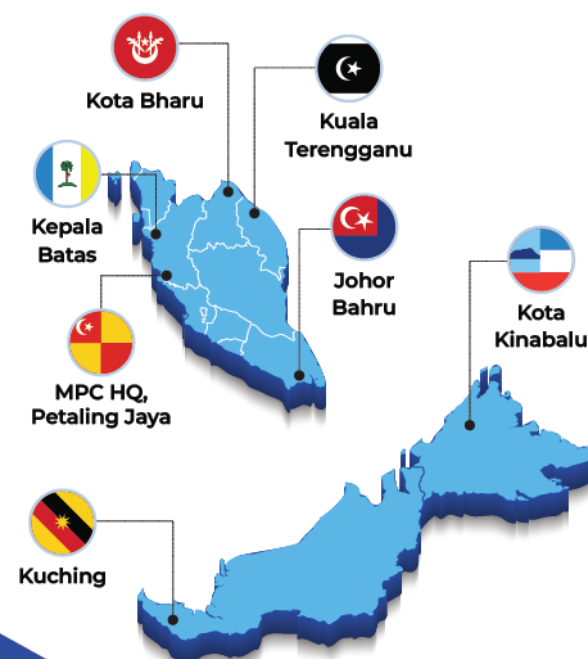 Kota Bharu
Kuala
Terengganu
Kepala
Batas
Johor
Bahru
Kota
Kinabalu
MPC HQ,
Petaling Jaya
Kuching